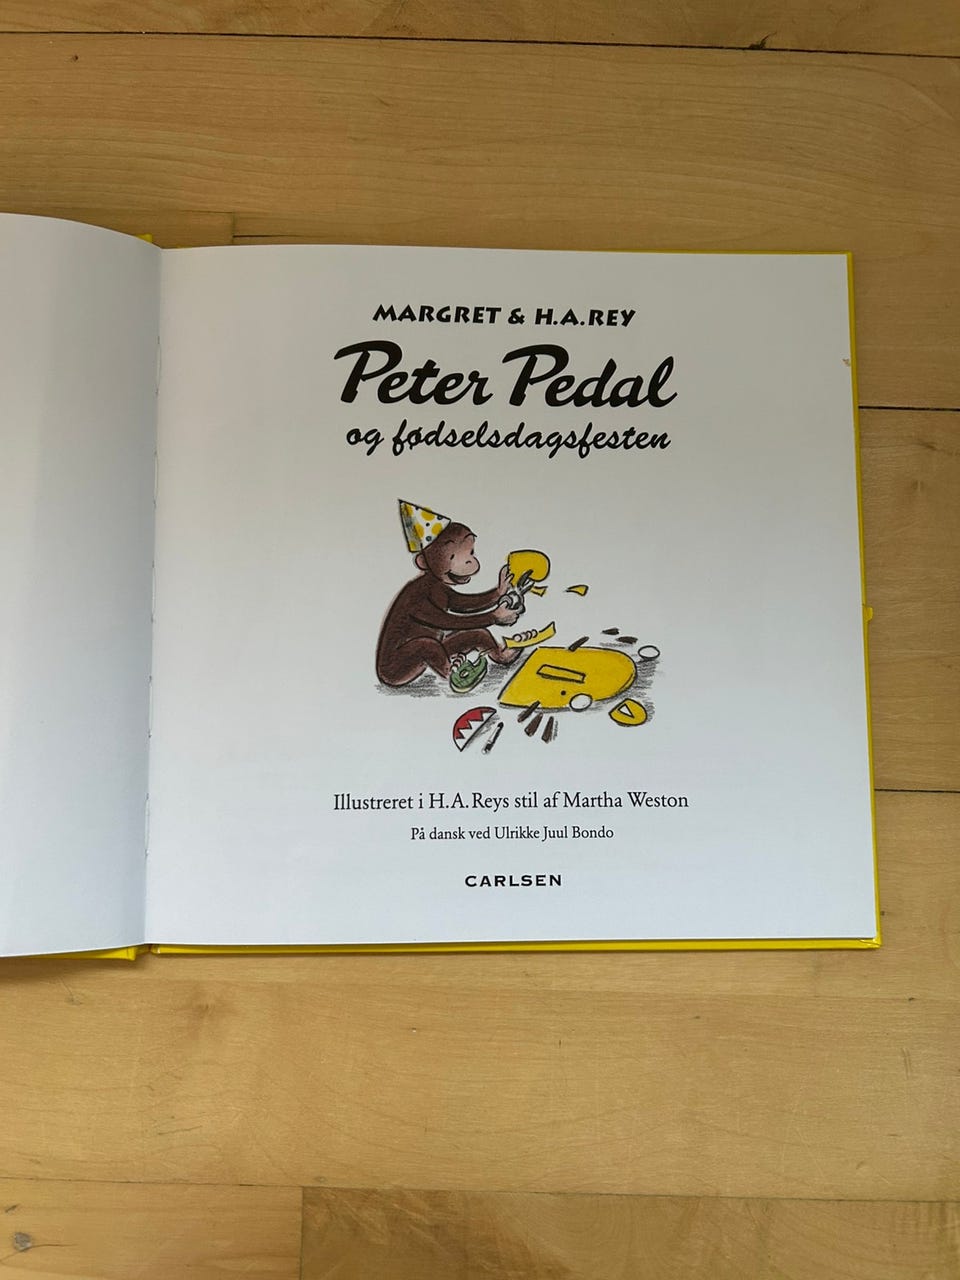 MARGRET & H.A.REY
Peter Pedal
og fødselsdagsfesten
Illustreret i H.A.Reys stil af Martha Weston
På dansk ved Ulrikke Juul Bondo
CARLSEN